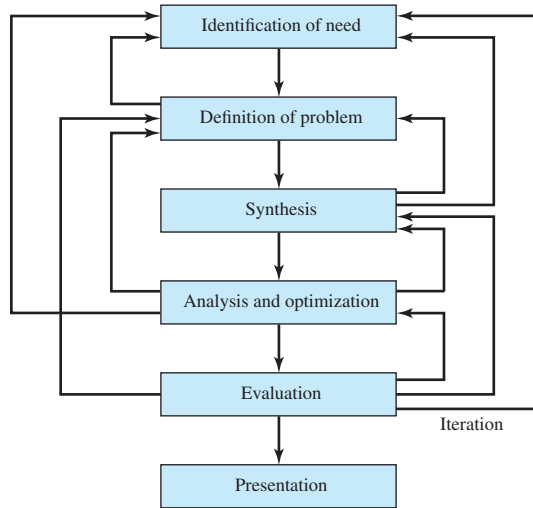 Identification of need
Definition of problem
Synthesis
Analysis and optimization
Evaluation
Iteration
Presentation